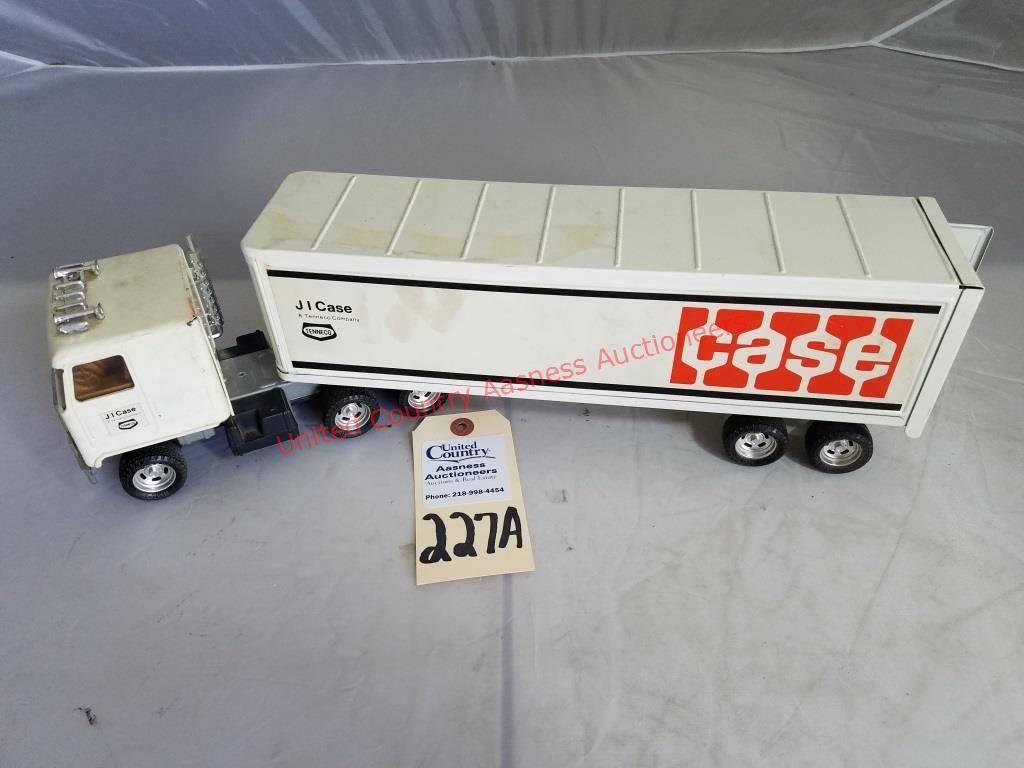 J I Case
A Tenneco Company
TENNECO
case
J I Case
United Country Aasness Auctioneers
United
Country
Aasness
Auctioneers
Auctions & Real Estate
Phone: 218-998-4454
227A